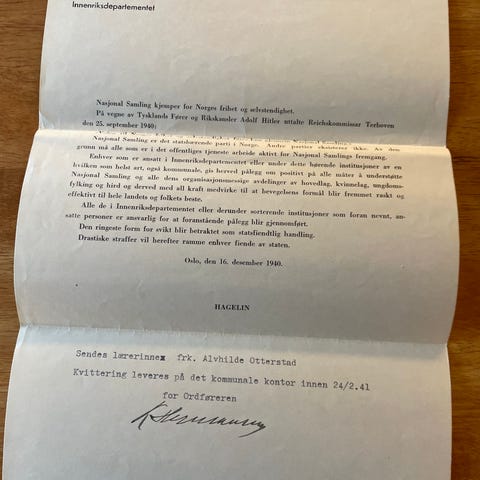 Innenriksdepartementet
Nasjonal Samling kjemper for Norges frihet og selvstendighet.
På vegne av Tysklands Fører og Rikskansler Adolf Hitler uttalte Reichskommissar Terboven
den 25. september 1940:
Nasjonal Samling er det statsbærende parti i Norge. Andre partier eksisterer ikke. Av den
grunn må alle som er i det offentliges tjeneste arbeide aktivt for Nasjonal Samlings fremgang.
Enhver som er ansatt i Innenriksdepartementet eller under dette hørende institusjoner av en
hvilken som helst art, også kommunale, gis herved pålegg om positivt på alle måter å understøtte
Nasjonal Samling og alle dens organisasjonsmessige avdelinger av hovedlag, kvinnelag, ungdoms-
fylking og hird og derved med all kraft medvirke til at bevegelsens formål blir fremmet raskt og
effektivt til hele landets og folkets beste.
Alle de i Innenriksdepartementet eller derunder sorterende institusjoner som foran nevnt, an-
satte personer er ansvarlig for at foranstående pålegg blir gjennomført.
Den ringeste form for svikt blir betraktet som statsfiendtlig handling.
Drastiske straffer vil herefter ramme enhver fiende av staten.
Oslo, den 16. desember 1940.
HAGELIN
Sendes lærerinnex frk. Alvhilde Otterstad
Kvittering leveres på det kommunale kontor innen 24/2.41
for Ordføreren